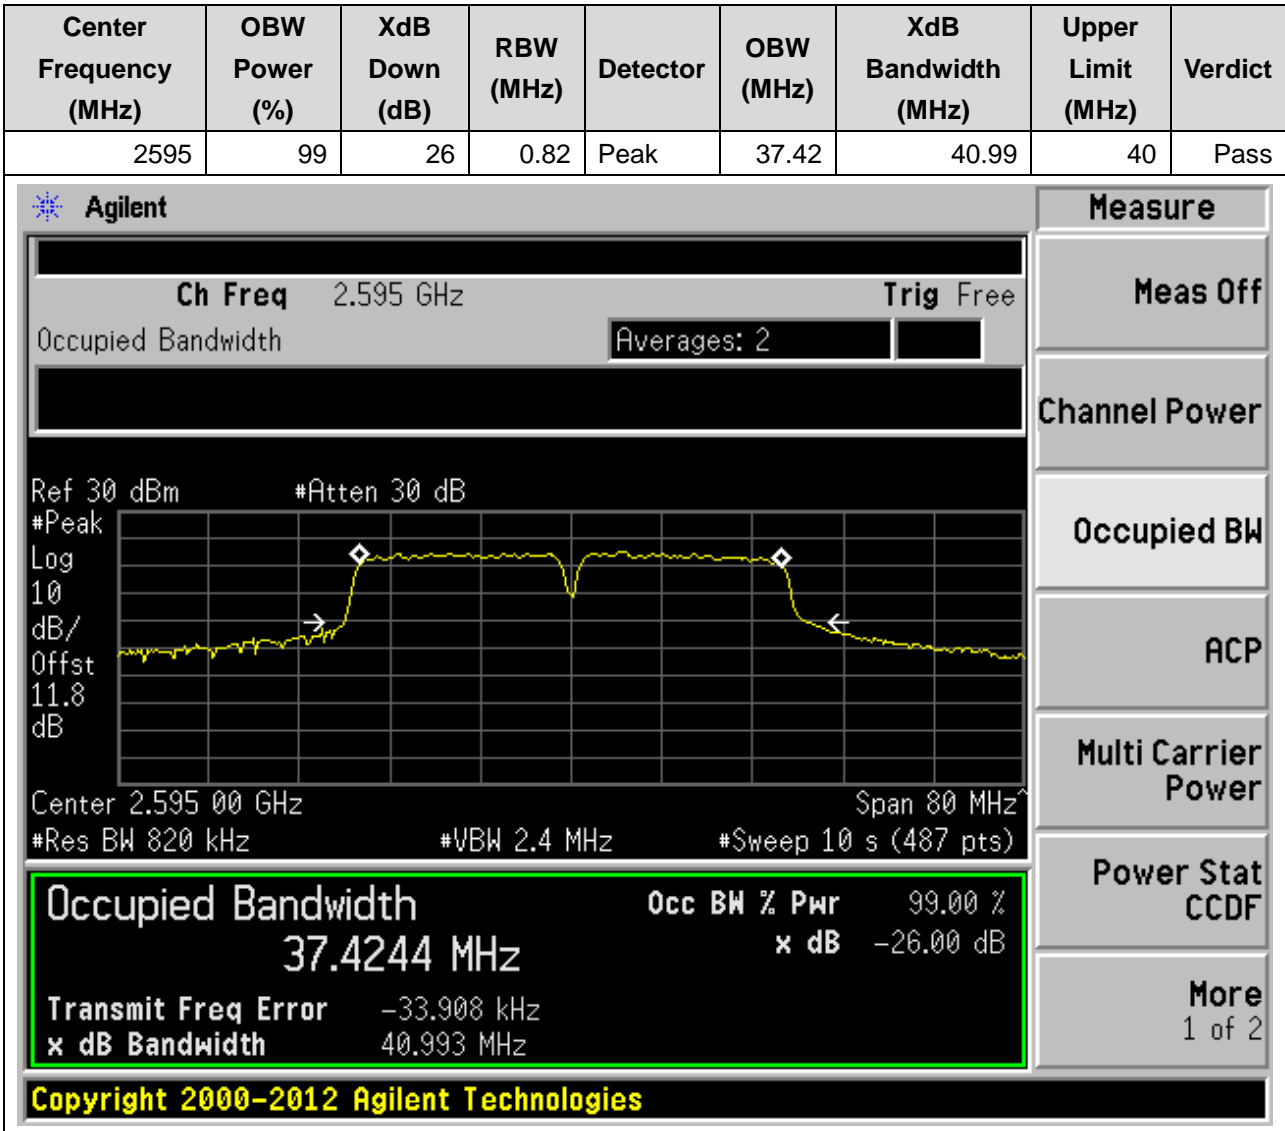 Center Frequency (MHz) OBW Power (%) XdB Down (dB) RBW (MHz) Detector OBW (MHz) XdB Bandwidth (MHz) Upper Limit (MHz) Verdict
2595 99 26 0.82 Peak 37.42 40.99 40 Pass
Agilent
Measure
Ch Freq 2.595 GHz Trig Free
Meas Off
Occupied Bandwidth Averages: 2
Channel Power
Ref 30 dBm #Atten 30 dB
#Peak
Log
10
dB/
Offst
11.8
dB
Occupied BW
ACP
Multi Carrier
Power
Center 2.595 00 GHz Span 80 MHz^
#Res BW 820 kHz #VBW 2.4 MHz #Sweep 10 s (487 pts)
Power Stat
CCDF
Occupied Bandwidth Occ BW % Pwr 99.00 %
37.4244 MHz x dB -26.00 dB
Transmit Freq Error -33.908 kHz
x dB Bandwidth 40.993 MHz
More
1 of 2
Copyright 2000-2012 Agilent Technologies